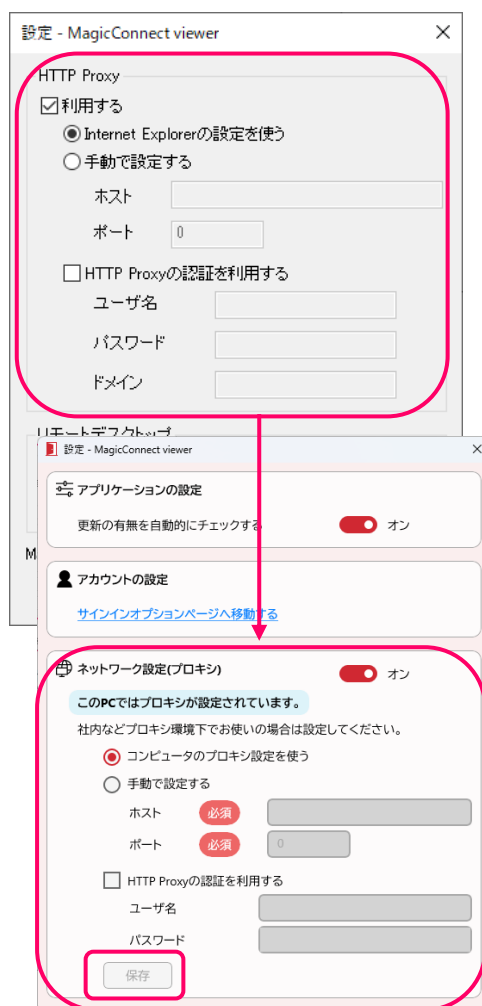 設定 - MagicConnect viewer
HTTP Proxy
利用する
Internet Explorerの設定を使う
手動で設定する
ホスト
ポート 0
HTTP Proxyの認証を利用する
ユーザ名
パスワード
ドメイン
リモートデスクトップ
設定 - MagicConnect viewer
アプリケーションの設定
更新の有無を自動的にチェックする オン
M
アカウントの設定
サインインオプションページへ移動する
ネットワーク設定(プロキシ) オン
このPCではプロキシが設定されています。
社内などプロキシ環境下でお使いの場合は設定してください。
コンピュータのプロキシ設定を使う
手動で設定する
ホスト 必須
ポート 必須 0
HTTP Proxyの認証を利用する
ユーザ名
パスワード
保存